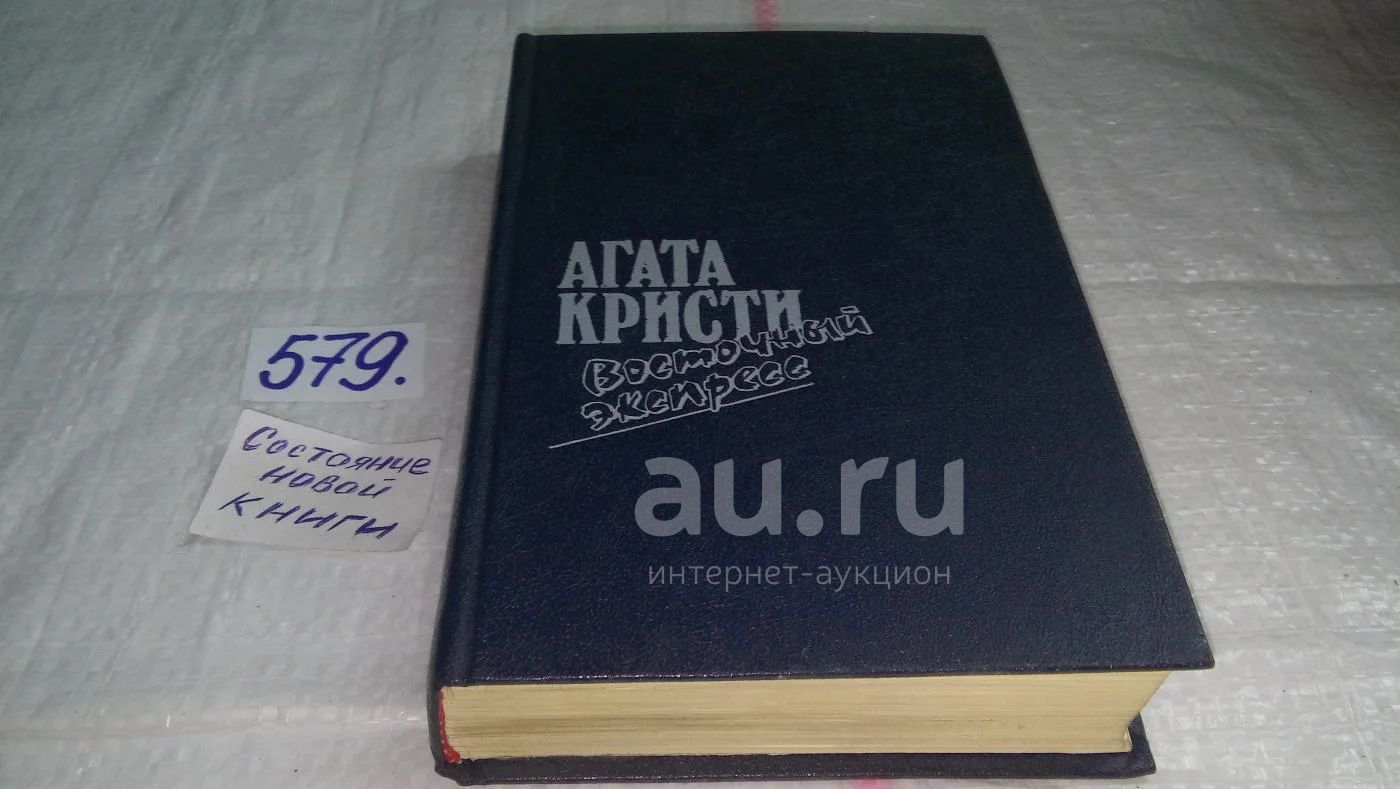 АГАТА
КРИСТИ
Восточный
экспресс
579.
Состояние
новой
книги
au.ru
интернет-аукцион